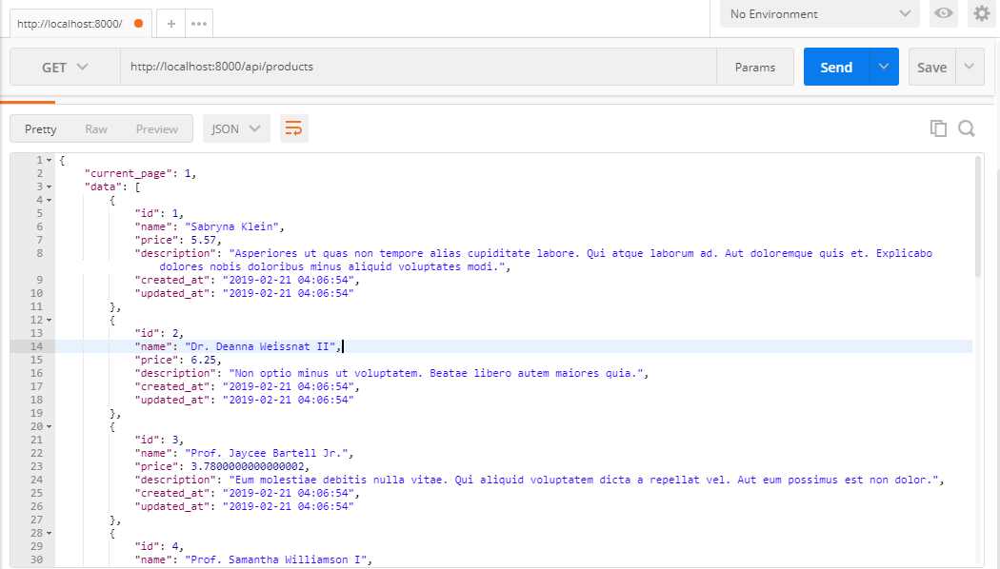 http://localhost:8000/
+
•••
No Environment
GET
http://localhost:8000/api/products
Params
Send
Save
Pretty
Raw
Preview
JSON
1 {
2 "current_page": 1,
3 "data": [
4 {
5 "id": 1,
6 "name": "Sabryna Klein",
7 "price": 5.57,
8 "description": "Asperiores ut quas non tempore alias cupiditate labore. Qui atque laborum ad. Aut doloremque quis et. Explicabo
dolores nobis doloribus minus aliquid voluptates modi.",
9 "created_at": "2019-02-21 04:06:54",
10 "updated_at": "2019-02-21 04:06:54"
11 },
12 {
13 "id": 2,
14 "name": "Dr. Deanna Weissnat II",
15 "price": 6.25,
16 "description": "Non optio minus ut voluptatem. Beatae libero autem maiores quia.",
17 "created_at": "2019-02-21 04:06:54",
18 "updated_at": "2019-02-21 04:06:54"
19 },
20 {
21 "id": 3,
22 "name": "Prof. Jaycee Bartell Jr.",
23 "price": 3.7800000000000002,
24 "description": "Eum molestiae debitis nulla vitae. Qui aliquid voluptatem dicta a repellat vel. Aut eum possimus est non dolor.",
25 "created_at": "2019-02-21 04:06:54",
26 "updated_at": "2019-02-21 04:06:54"
27 },
28 {
29 "id": 4,
30 "name": "Prof. Samantha Williamson I",